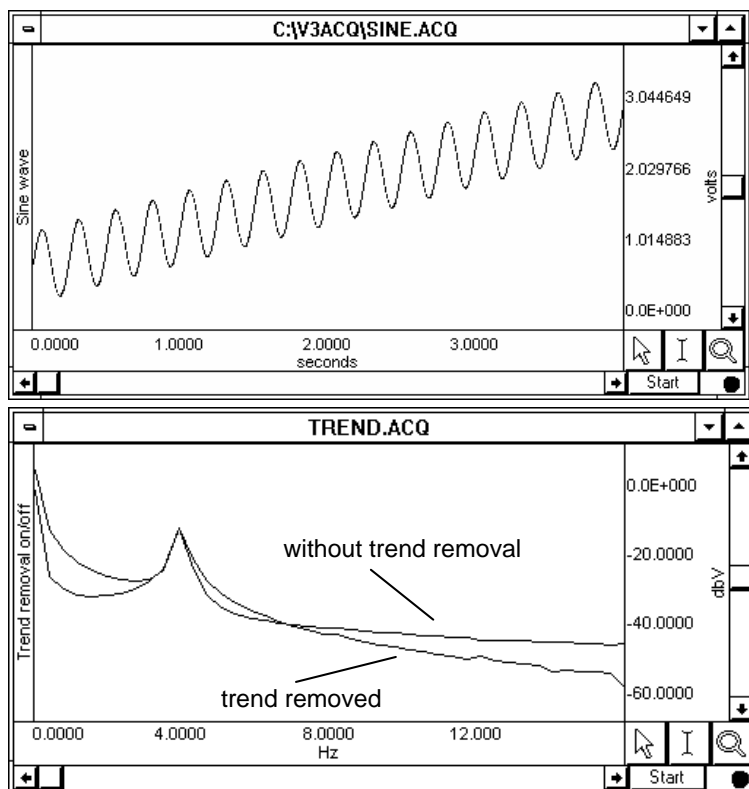 C:\V3ACQ\SINE.ACQ
Sine wave
3.044649
2.029766
1.014883
0.0E+000
volts
0.0000 1.0000 2.0000 3.0000
seconds
Start
TREND.ACQ
Trend removal on/off
without trend removal
trend removed
0.0E+000
-20.0000
-40.0000
-60.0000
dbV
0.0000 4.0000 8.0000 12.000
Hz
Start